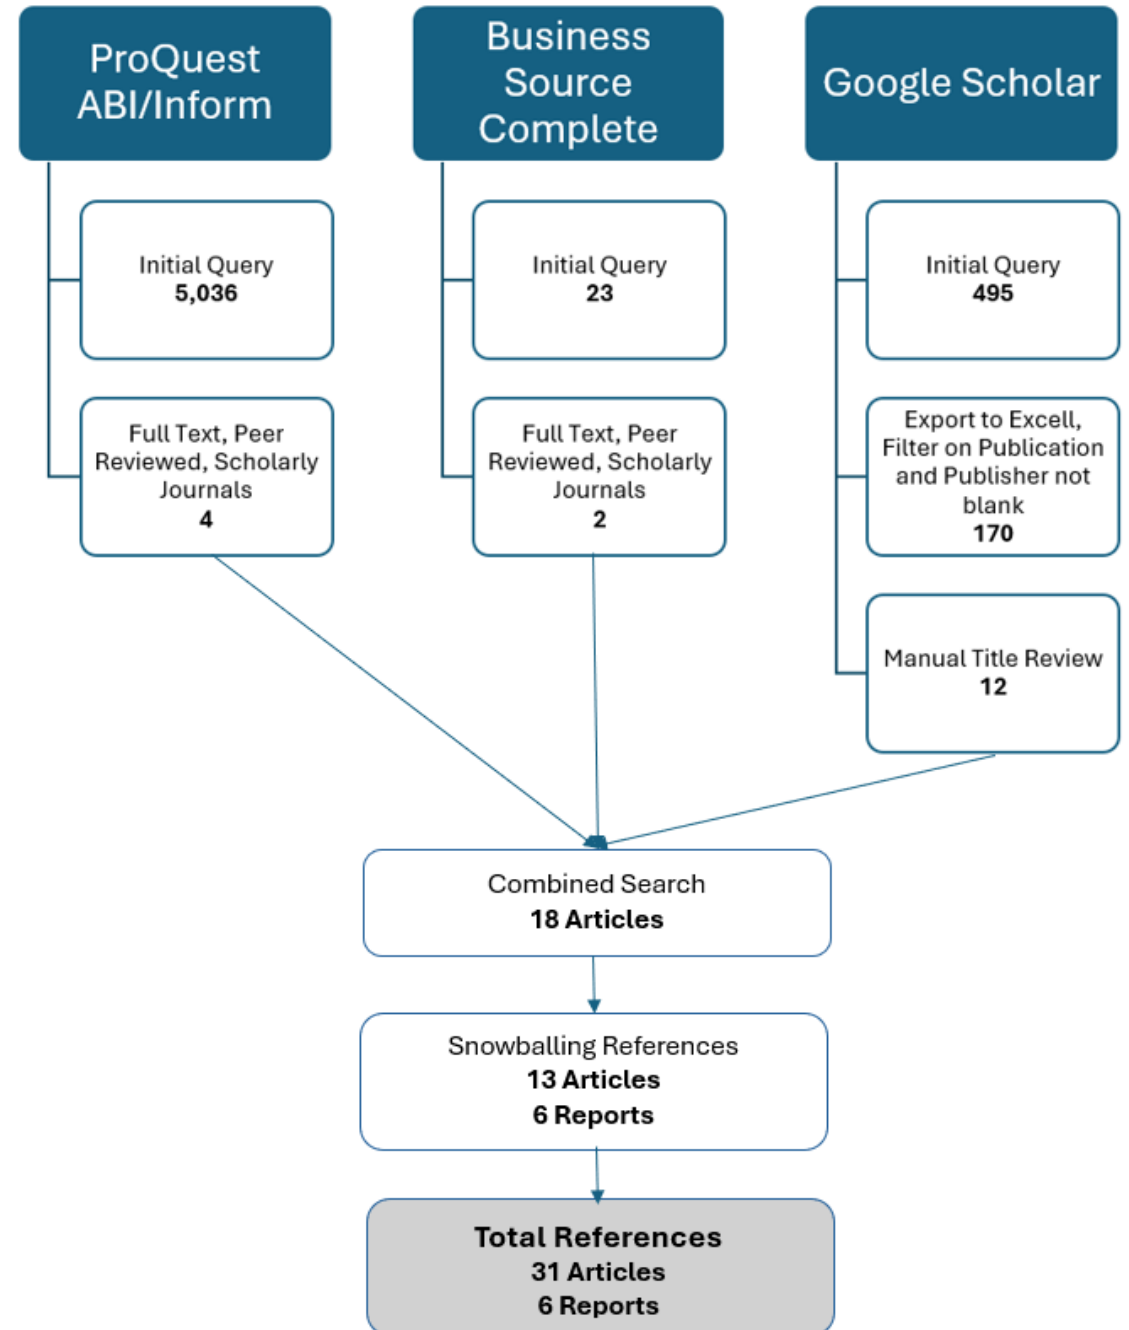 ProQuest
ABI/Inform
Initial Query
5,036
Full Text, Peer
Reviewed, Scholarly
Journals
4
Business
Source
Complete
Initial Query
23
Full Text, Peer
Reviewed, Scholarly
Journals
2
Google Scholar
Initial Query
495
Export to Excell,
Filter on Publication
and Publisher not
blank
170
Manual Title Review
12
Combined Search
18 Articles
Snowballing References
13 Articles
6 Reports
Total References
31 Articles
6 Reports